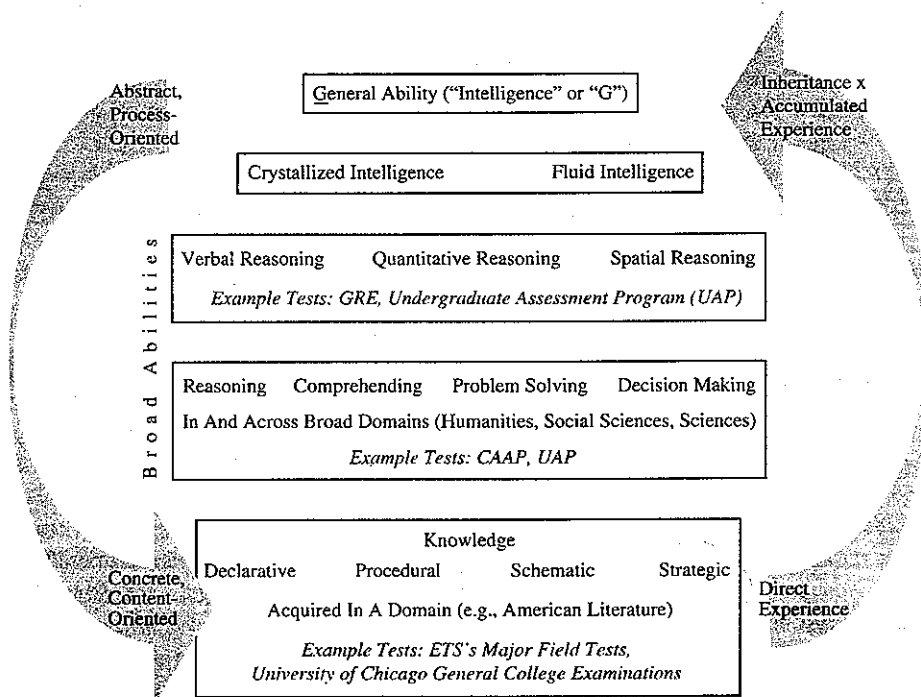 Abstract,
Process-
Oriented
General Ability ("Intelligence" or "G")
Inheritance x
Accumulated
Experience
Crystallized Intelligence Fluid Intelligence
Broad Abilities
Verbal Reasoning Quantitative Reasoning Spatial Reasoning
Example Tests: GRE, Undergraduate Assessment Program (UAP)
Reasoning Comprehending Problem Solving Decision Making
In And Across Broad Domains (Humanities, Social Sciences, Sciences)
Example Tests: CAAP, UAP
Concrete,
Content-
Oriented
Knowledge
Declarative Procedural Schematic Strategic
Acquired In A Domain (e.g., American Literature)
Example Tests: ETS's Major Field Tests,
University of Chicago General College Examinations
Direct
Experience